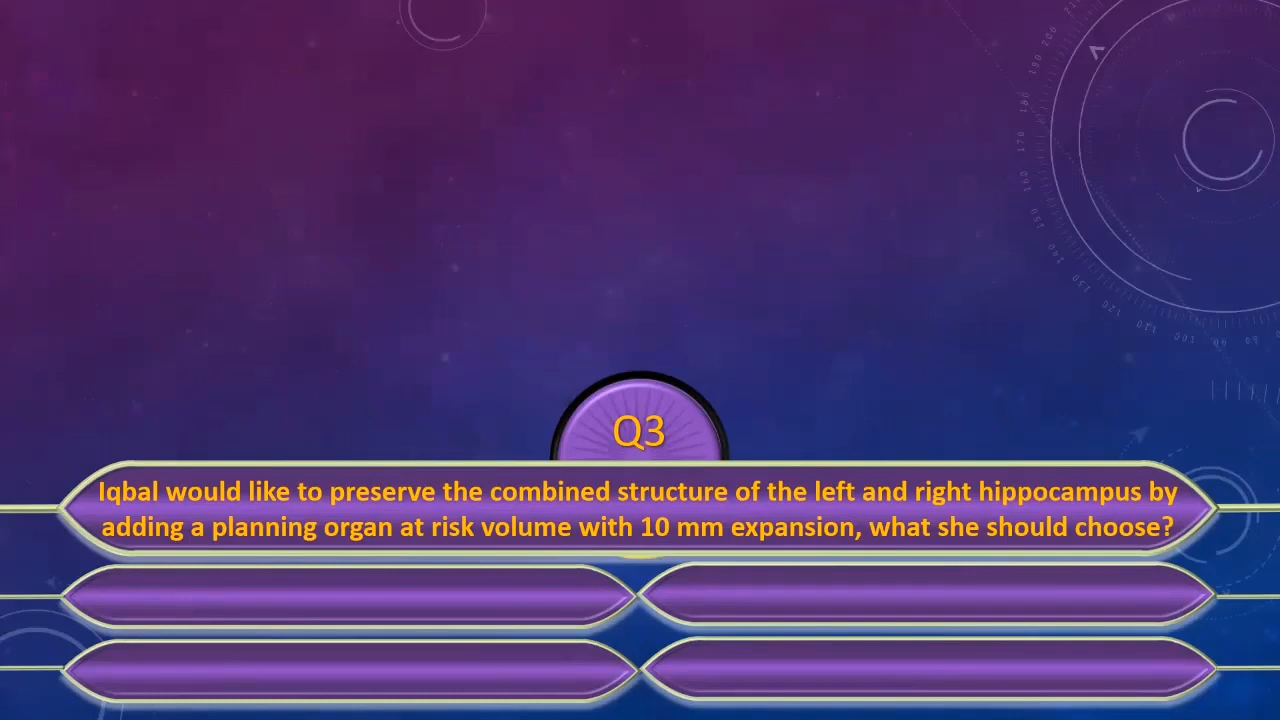 Q3
Iqbal would like to preserve the combined structure of the left and right hippocampus by
adding a planning organ at risk volume with 10 mm expansion, what she should choose?